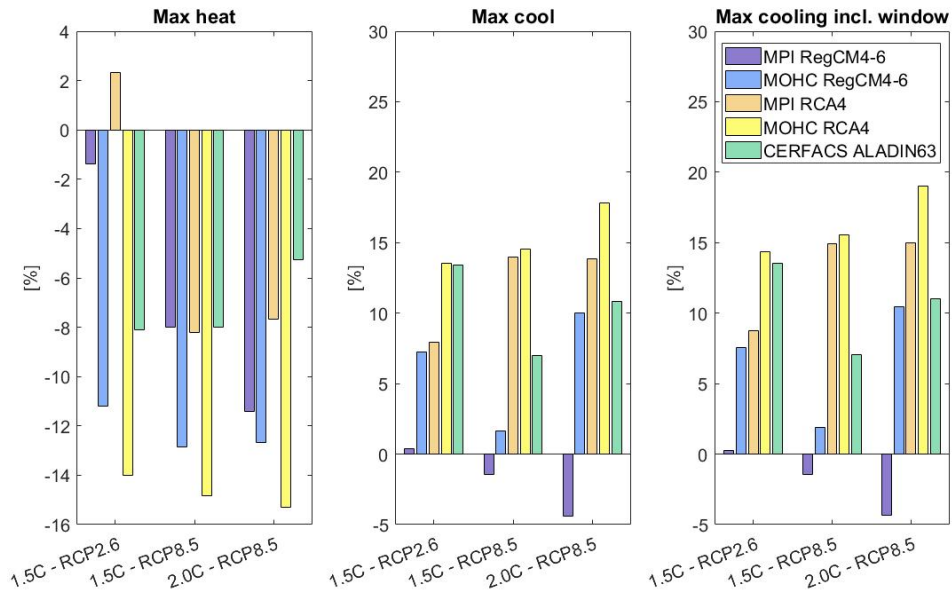 Max heat
4
2
0
-2
-4
-6
-8
-10
-12
-14
-16
[%]
1.5C - RCP2.6
1.5C - RCP8.5
2.0C - RCP8.5
Max cool
30
25
20
15
10
5
0
-5
[%]
1.5C - RCP2.6
1.5C - RCP8.5
2.0C - RCP8.5
Max cooling incl. window
30
25
20
15
10
5
0
-5
[%]
1.5C - RCP2.6
1.5C - RCP8.5
2.0C - RCP8.5
MPI RegCM4-6
MOHC RegCM4-6
MPI RCA4
MOHC RCA4
CERFACS ALADIN63